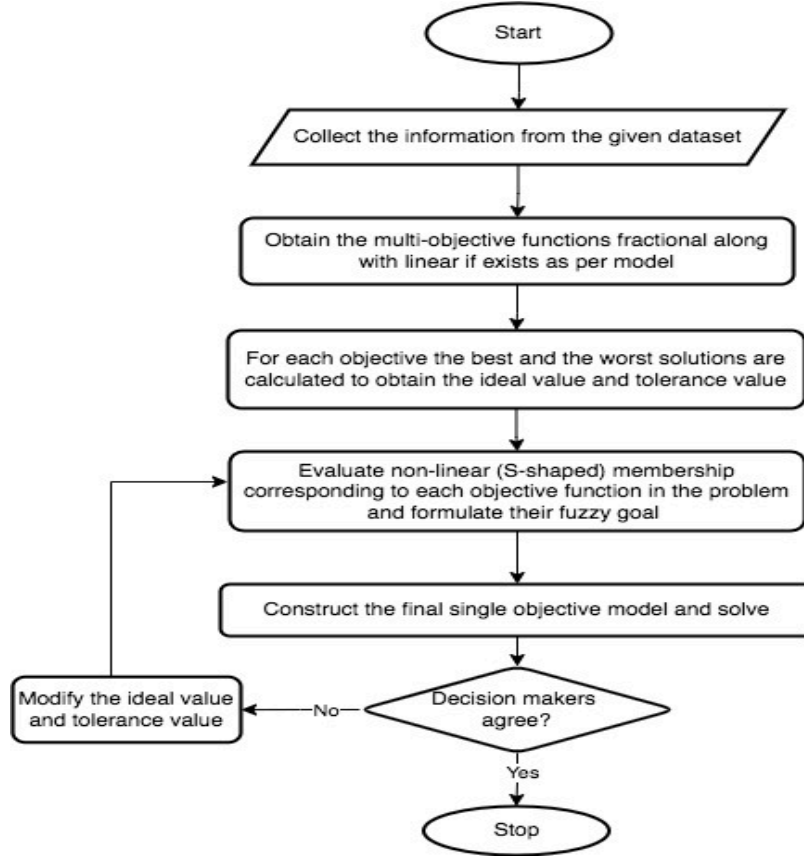 Start
Collect the information from the given dataset
Obtain the multi-objective functions fractional along
with linear if exists as per model
For each objective the best and the worst solutions are
calculated to obtain the ideal value and tolerance value
Evaluate non-linear (S-shaped) membership
corresponding to each objective function in the problem
and formulate their fuzzy goal
Construct the final single objective model and solve
Decision makers
agree?
No
Modify the ideal value
and tolerance value
Yes
Stop